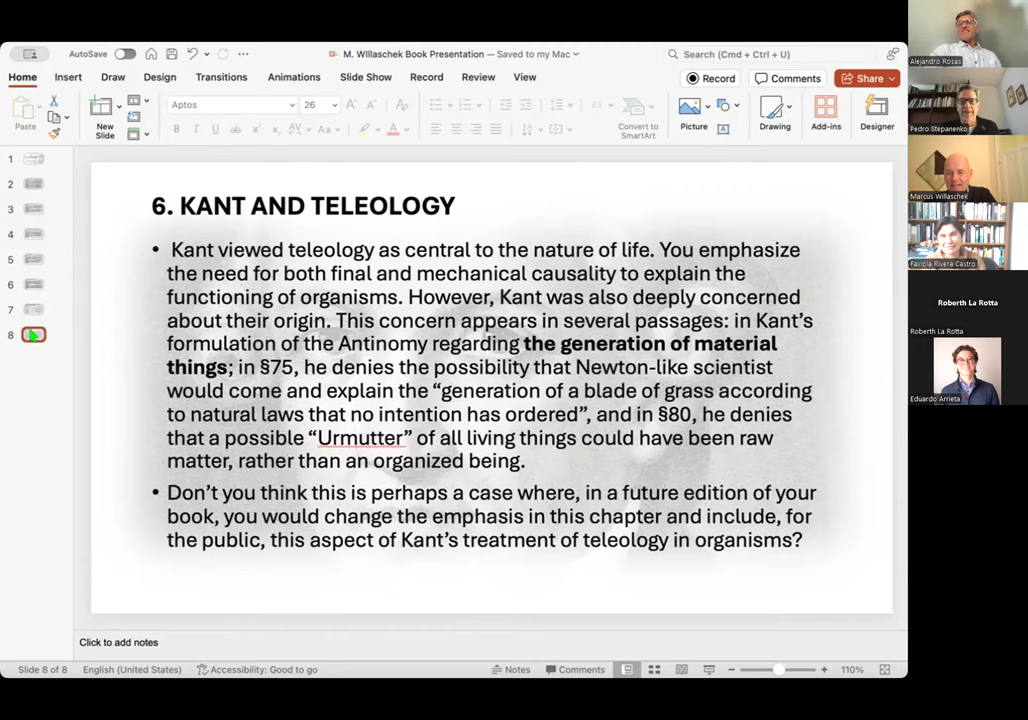 AutoSave
M. Willaschek Book Presentation — Saved to my Mac
Search (Cmd + Ctrl + U)
Home Insert Draw Design Transitions Animations Slide Show Record Review View
Record Comments Share
Paste
New Slide
Aptos 26
B I U ab x² x₂ AV Aa A
Convert to SmartArt
Picture Drawing Add-ins Designer
1
2
3
4
5
6
7
8
6. KANT AND TELEOLOGY
• Kant viewed teleology as central to the nature of life. You emphasize
the need for both final and mechanical causality to explain the
functioning of organisms. However, Kant was also deeply concerned
about their origin. This concern appears in several passages: in Kant’s
formulation of the Antinomy regarding the generation of material
things; in §75, he denies the possibility that Newton-like scientist
would come and explain the “generation of a blade of grass according
to natural laws that no intention has ordered”, and in §80, he denies
that a possible “Urmutter” of all living things could have been raw
matter, rather than an organized being.
• Don’t you think this is perhaps a case where, in a future edition of your
book, you would change the emphasis in this chapter and include, for
the public, this aspect of Kant’s treatment of teleology in organisms?
Click to add notes
Slide 8 of 8 English (United States) Accessibility: Good to go Notes Comments 110%
Alejandro Rosas
Pedro Stepanenko
Marcus Willaschek
Faviola Rivera Castro
Roberth La Rotta
Roberth La Rotta
Eduardo Arrieta